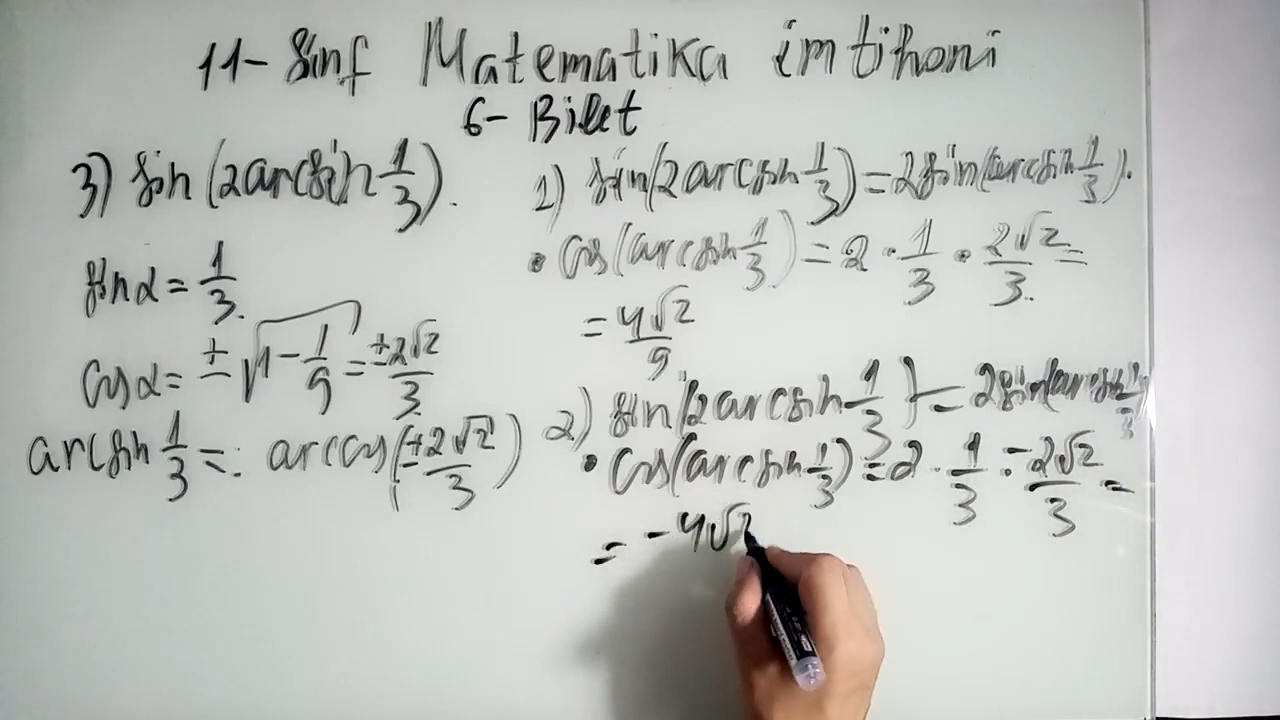 11- Sinf Matematika imtihoni
6- Bilet
3) sin(2arcsin 1/3).
sinα = 1/3.
cosα = ± √1 - 1/9 = ±2√2/3.
arcsin 1/3 = arccos(±2√2/3)
1) sin(2arcsin 1/3) = 2sin(arcsin 1/3).
• cos(arcsin 1/3) = 2 · 1/3 · 2√2/3. =
= 4√2/9
2) sin(2arcsin 1/3) = 2sin(arcsin 1/3)
• cos(arcsin 1/3) = 2 · 1/3 · -2√2/3 =
= -4√2